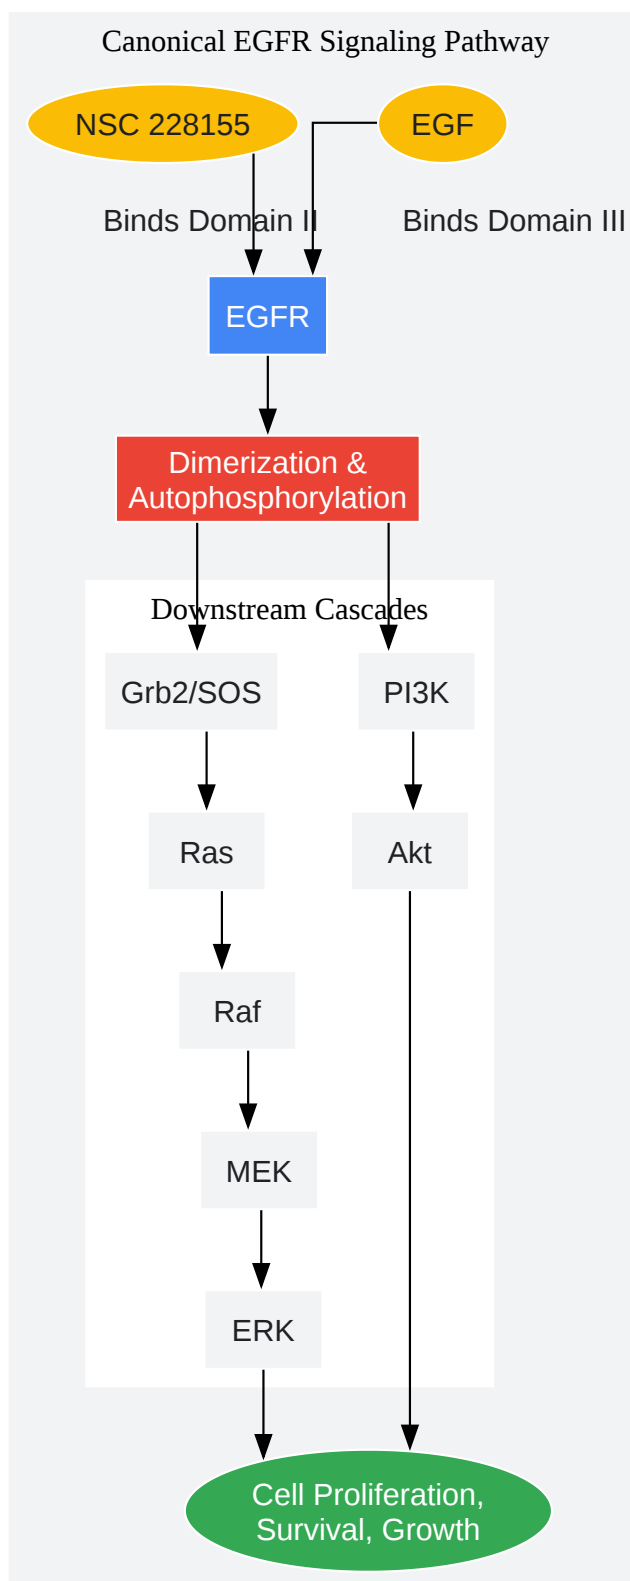 Canonical EGFR Signaling Pathway
NSC 228155
EGF
Binds Domain II
Binds Domain III
EGFR
Dimerization &
Autophosphorylation
Downstream Cascades
Grb2/SOS
PI3K
Ras
Akt
Raf
MEK
ERK
Cell Proliferation,
Survival, Growth